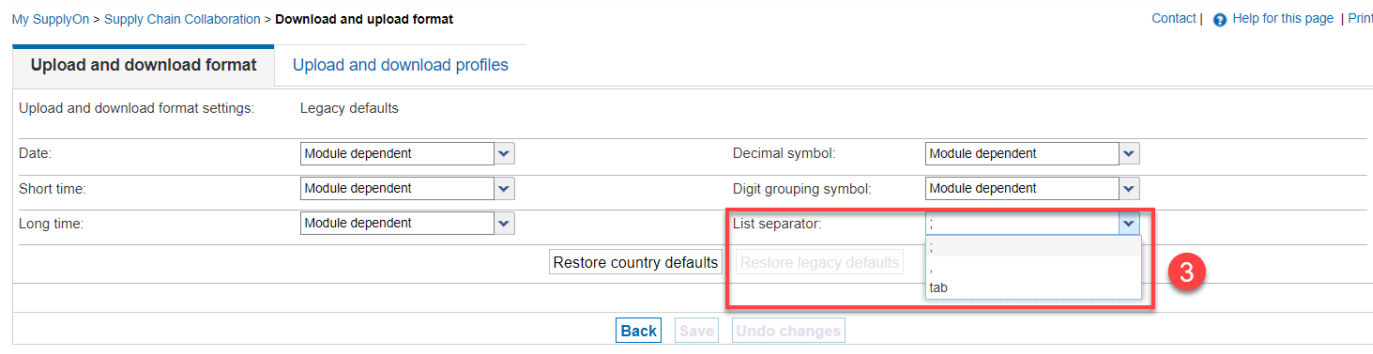 My SupplyOn > Supply Chain Collaboration > Download and upload format
Contact | ? Help for this page | Print
Upload and download format
Upload and download profiles
Upload and download format settings: Legacy defaults
Date: Module dependent Decimal symbol: Module dependent
Short time: Module dependent Digit grouping symbol: Module dependent
Long time: Module dependent List separator: ;
;
Restore country defaults Restore legacy defaults
,
3
tab
Back Save Undo changes